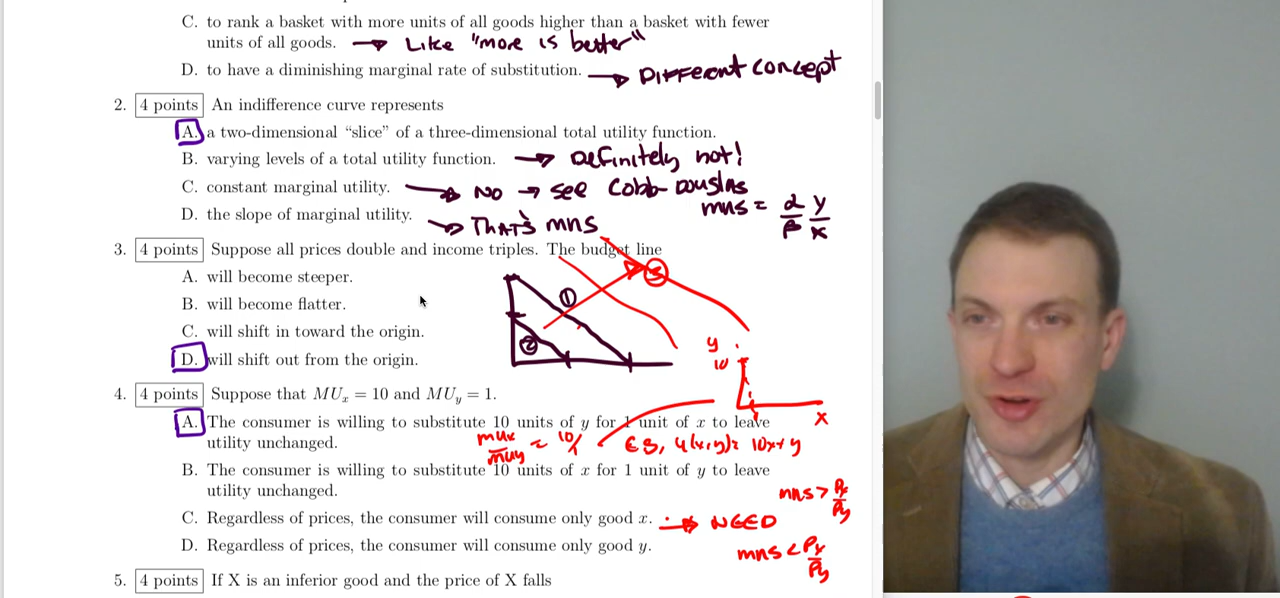 C. to rank a basket with more units of all goods higher than a basket with fewer
units of all goods. → Like "more is better"
D. to have a diminishing marginal rate of substitution. → Different concept
2. 4 points An indifference curve represents
A. a two-dimensional “slice” of a three-dimensional total utility function.
B. varying levels of a total utility function. → Definitely not!
C. constant marginal utility. → No → see Cobb-Douglas
MRS = α/β y/x
D. the slope of marginal utility. → That's MRS
3. 4 points Suppose all prices double and income triples. The budget line
A. will become steeper.
B. will become flatter.
C. will shift in toward the origin.
D. will shift out from the origin.
① ② ③
y
10
x
4. 4 points Suppose that MUx = 10 and MUy = 1.
A. The consumer is willing to substitute 10 units of y for 1 unit of x to leave
utility unchanged. MUx/MUy = 10/1 EG, u(x,y)= 10x+y
B. The consumer is willing to substitute 10 units of x for 1 unit of y to leave
utility unchanged.
MRS > Px/Py
C. Regardless of prices, the consumer will consume only good x. → NEED
D. Regardless of prices, the consumer will consume only good y.
MRS < Px/Py
5. 4 points If X is an inferior good and the price of X falls